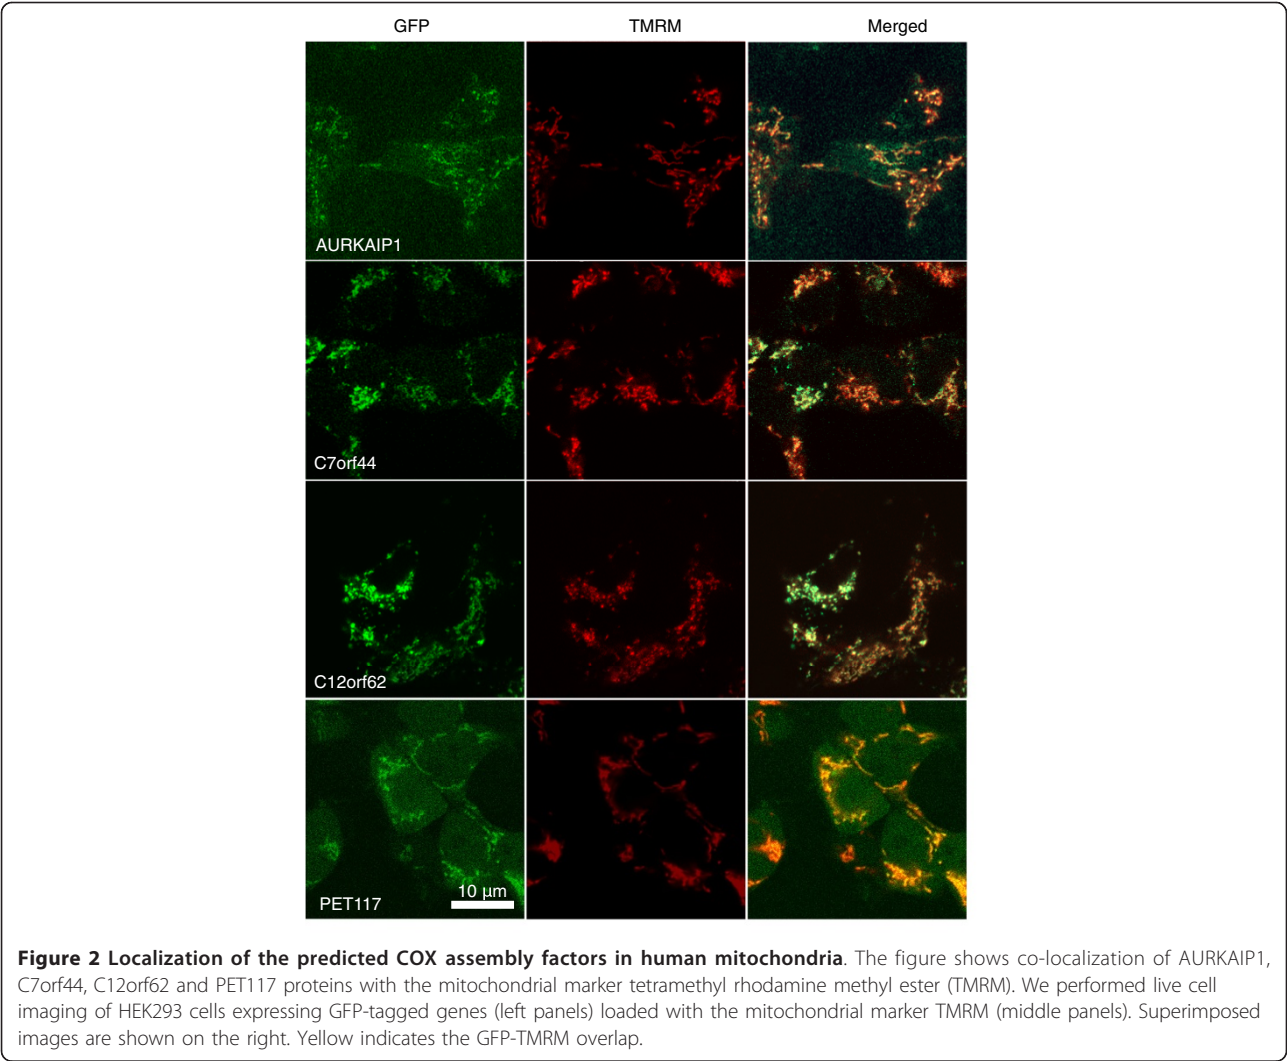 GFP TMRM Merged
AURKAIP1
C7orf44
C12orf62
PET117
10 µm
Figure 2 Localization of the predicted COX assembly factors in human mitochondria. The figure shows co-localization of AURKAIP1,
C7orf44, C12orf62 and PET117 proteins with the mitochondrial marker tetramethyl rhodamine methyl ester (TMRM). We performed live cell
imaging of HEK293 cells expressing GFP-tagged genes (left panels) loaded with the mitochondrial marker TMRM (middle panels). Superimposed
images are shown on the right. Yellow indicates the GFP-TMRM overlap.